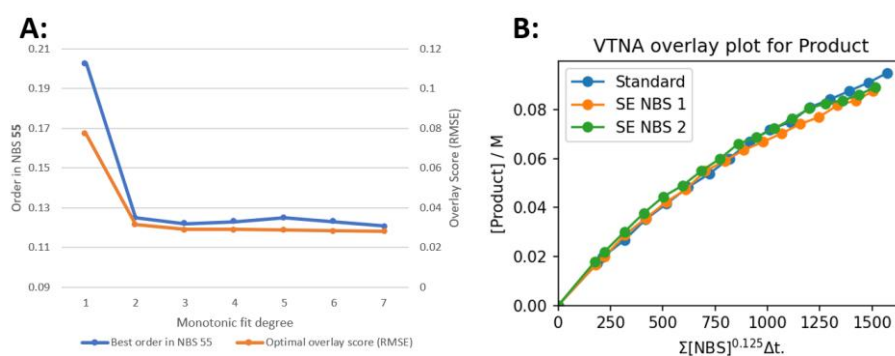 A:
0.21
0.19
0.17
0.15
0.13
0.11
0.09
Order in NBS 55
0.12
0.1
0.08
0.06
0.04
0.02
0
Overlay Score (RMSE)
1 2 3 4 5 6 7
Monotonic fit degree
Best order in NBS 55 Optimal overlay score (RMSE)
B:
VTNA overlay plot for Product
Standard
SE NBS 1
SE NBS 2
0.08
0.06
0.04
0.02
0.00
[Product] / M
0 250 500 750 1000 1250 1500
Σ[NBS]^0.125Δt.